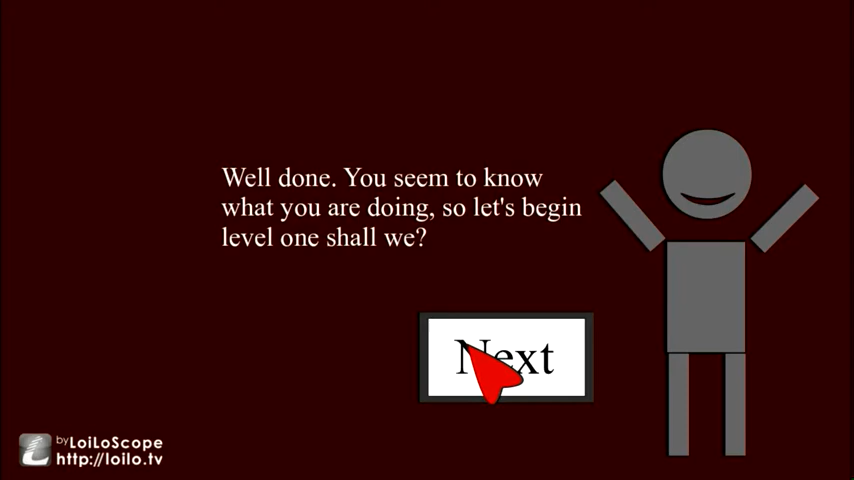 Well done. You seem to know
what you are doing, so let's begin
level one shall we?
Next
by LoiLoScope
http://loilo.tv